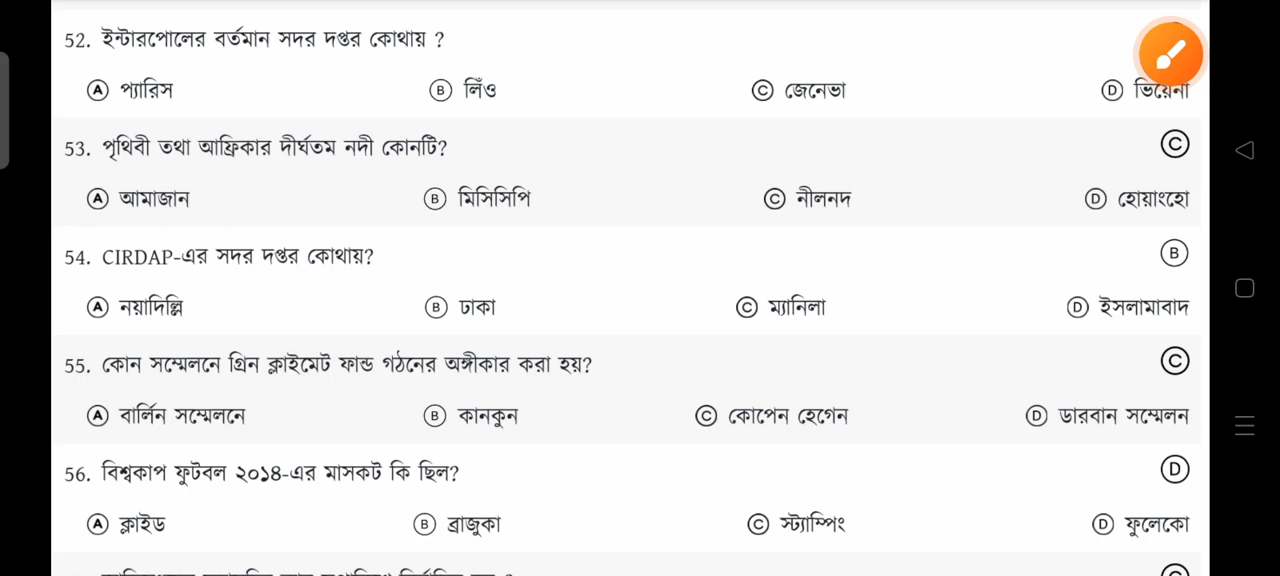 52. ইন্টারপোলের বর্তমান সদর দপ্তর কোথায় ?
Ⓐ প্যারিস Ⓑ লিঁও Ⓒ জেনেভা Ⓓ ভিয়েনা
53. পৃথিবী তথা আফ্রিকার দীর্ঘতম নদী কোনটি? Ⓒ
Ⓐ আমাজান Ⓑ মিসিসিপি Ⓒ নীলনদ Ⓓ হোয়াংহো
54. CIRDAP-এর সদর দপ্তর কোথায়? Ⓑ
Ⓐ নয়াদিল্লি Ⓑ ঢাকা Ⓒ ম্যানিলা Ⓓ ইসলামাবাদ
55. কোন সম্মেলনে গ্রিন ক্লাইমেট ফান্ড গঠনের অঙ্গীকার করা হয়? Ⓒ
Ⓐ বার্লিন সম্মেলনে Ⓑ কানকুন Ⓒ কোপেন হেগেন Ⓓ ডারবান সম্মেলন
56. বিশ্বকাপ ফুটবল ২০১৪-এর মাসকট কি ছিল? Ⓓ
Ⓐ ক্লাইড Ⓑ ব্রাজুকা Ⓒ স্ট্যাম্পিং Ⓓ ফুলেকো